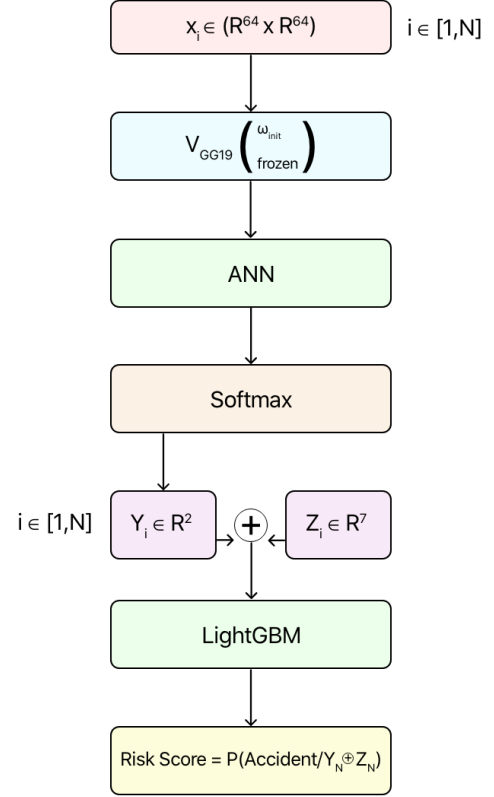 xᵢ ∈ (R⁶⁴ x R⁶⁴) i ∈ [1,N]
V_GG19 (ω_init
frozen)
ANN
Softmax
i ∈ [1,N] Yᵢ ∈ R² + Zᵢ ∈ R⁷
LightGBM
Risk Score = P(Accident/Y_N⊕Z_N)